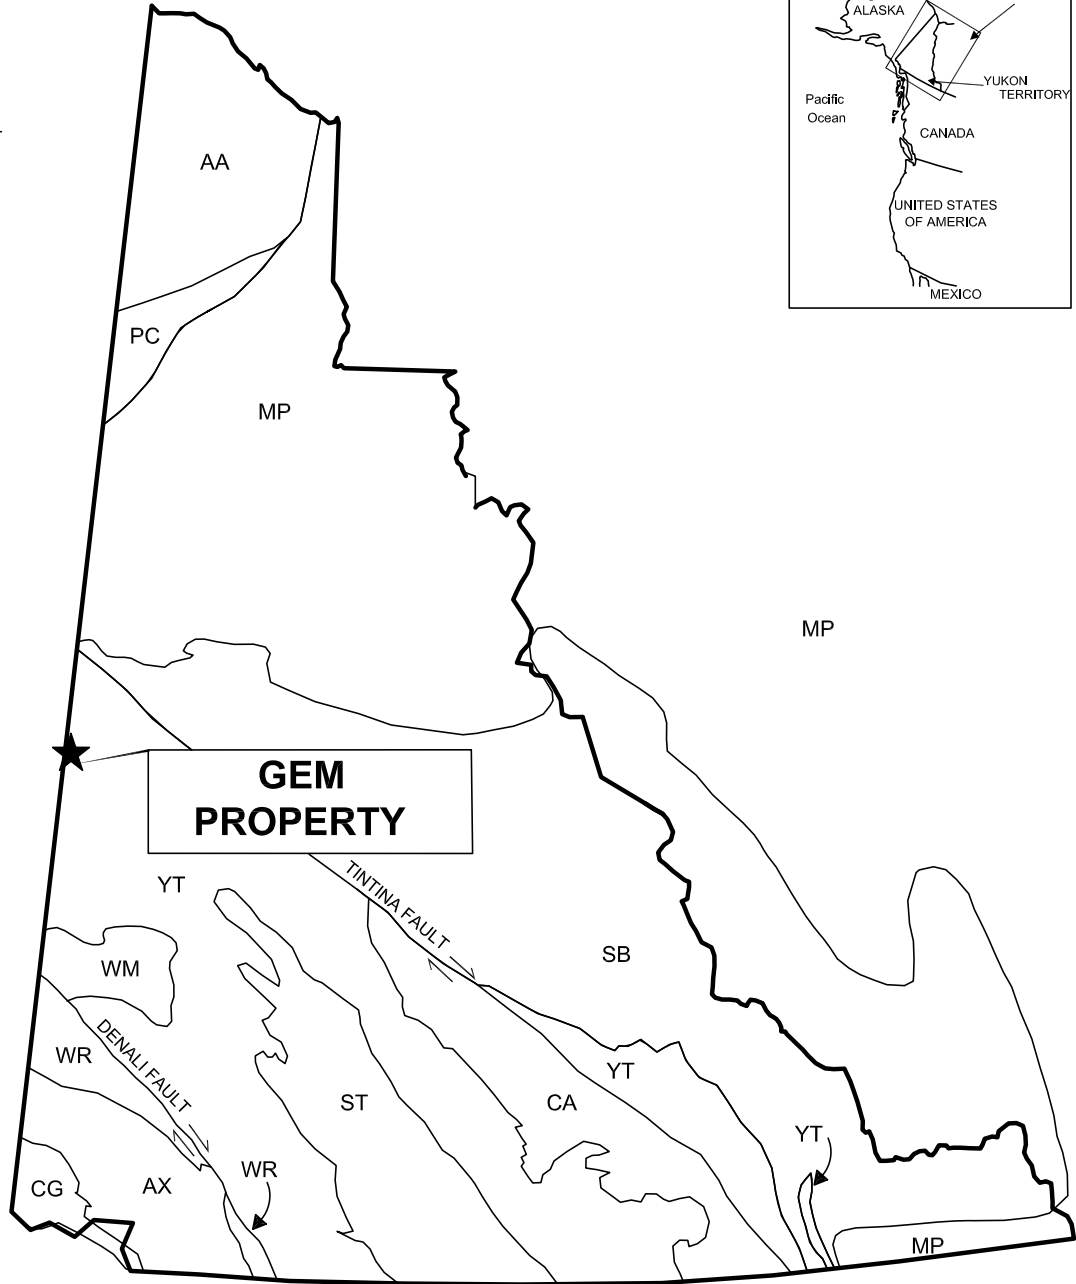 ALASKA
YUKON
TERRITORY
Pacific
Ocean
CANADA
UNITED STATES
OF AMERICA
MEXICO
AA
PC
MP
MP
GEM
PROPERTY
TINTINA FAULT
YT
SB
WM
DENALI FAULT
WR
YT
ST
CA
YT
WR
CG
AX
MP